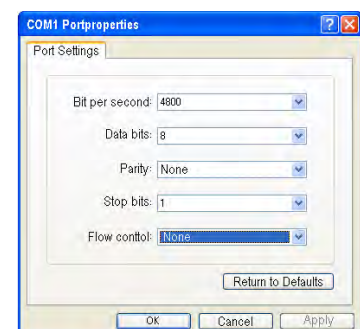 COM1 Portproperties
Port Settings
Bit per second: 4800
Data bits: 8
Parity: None
Stop bits: 1
Flow conttol: None
Return to Defaults
OK Cancel Apply